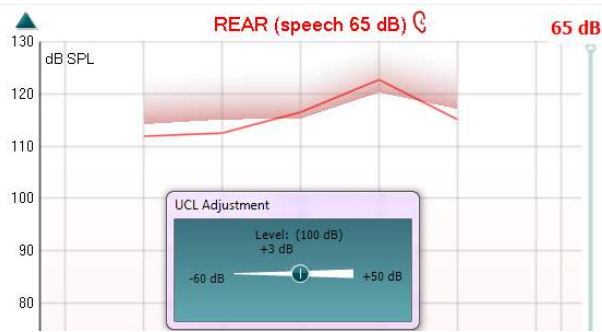 REAR (speech 65 dB)
65 dB
130
dB SPL
120
110
100
90
80
UCL Adjustment
Level: (100 dB)
+3 dB
-60 dB
+50 dB